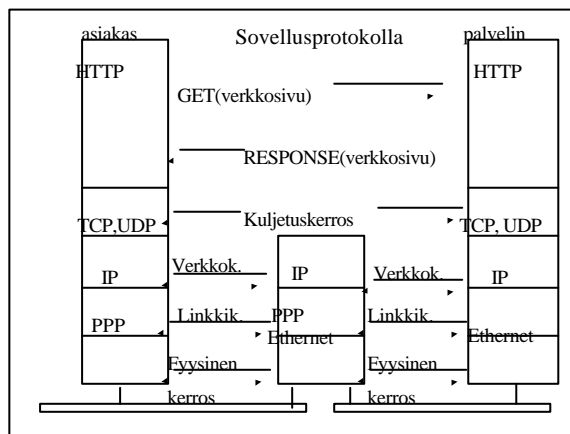 asiakas Sovellusprotokolla palvelin
HTTP HTTP
GET(verkkosivu)
RESPONSE(verkkosivu)
TCP,UDP Kuljetuskerros TCP, UDP
IP Verkkok. IP Verkkok. IP
PPP Linkkik. PPP Linkkik.
Ethernet Ethernet
Fyysinen Fyysinen
kerros kerros